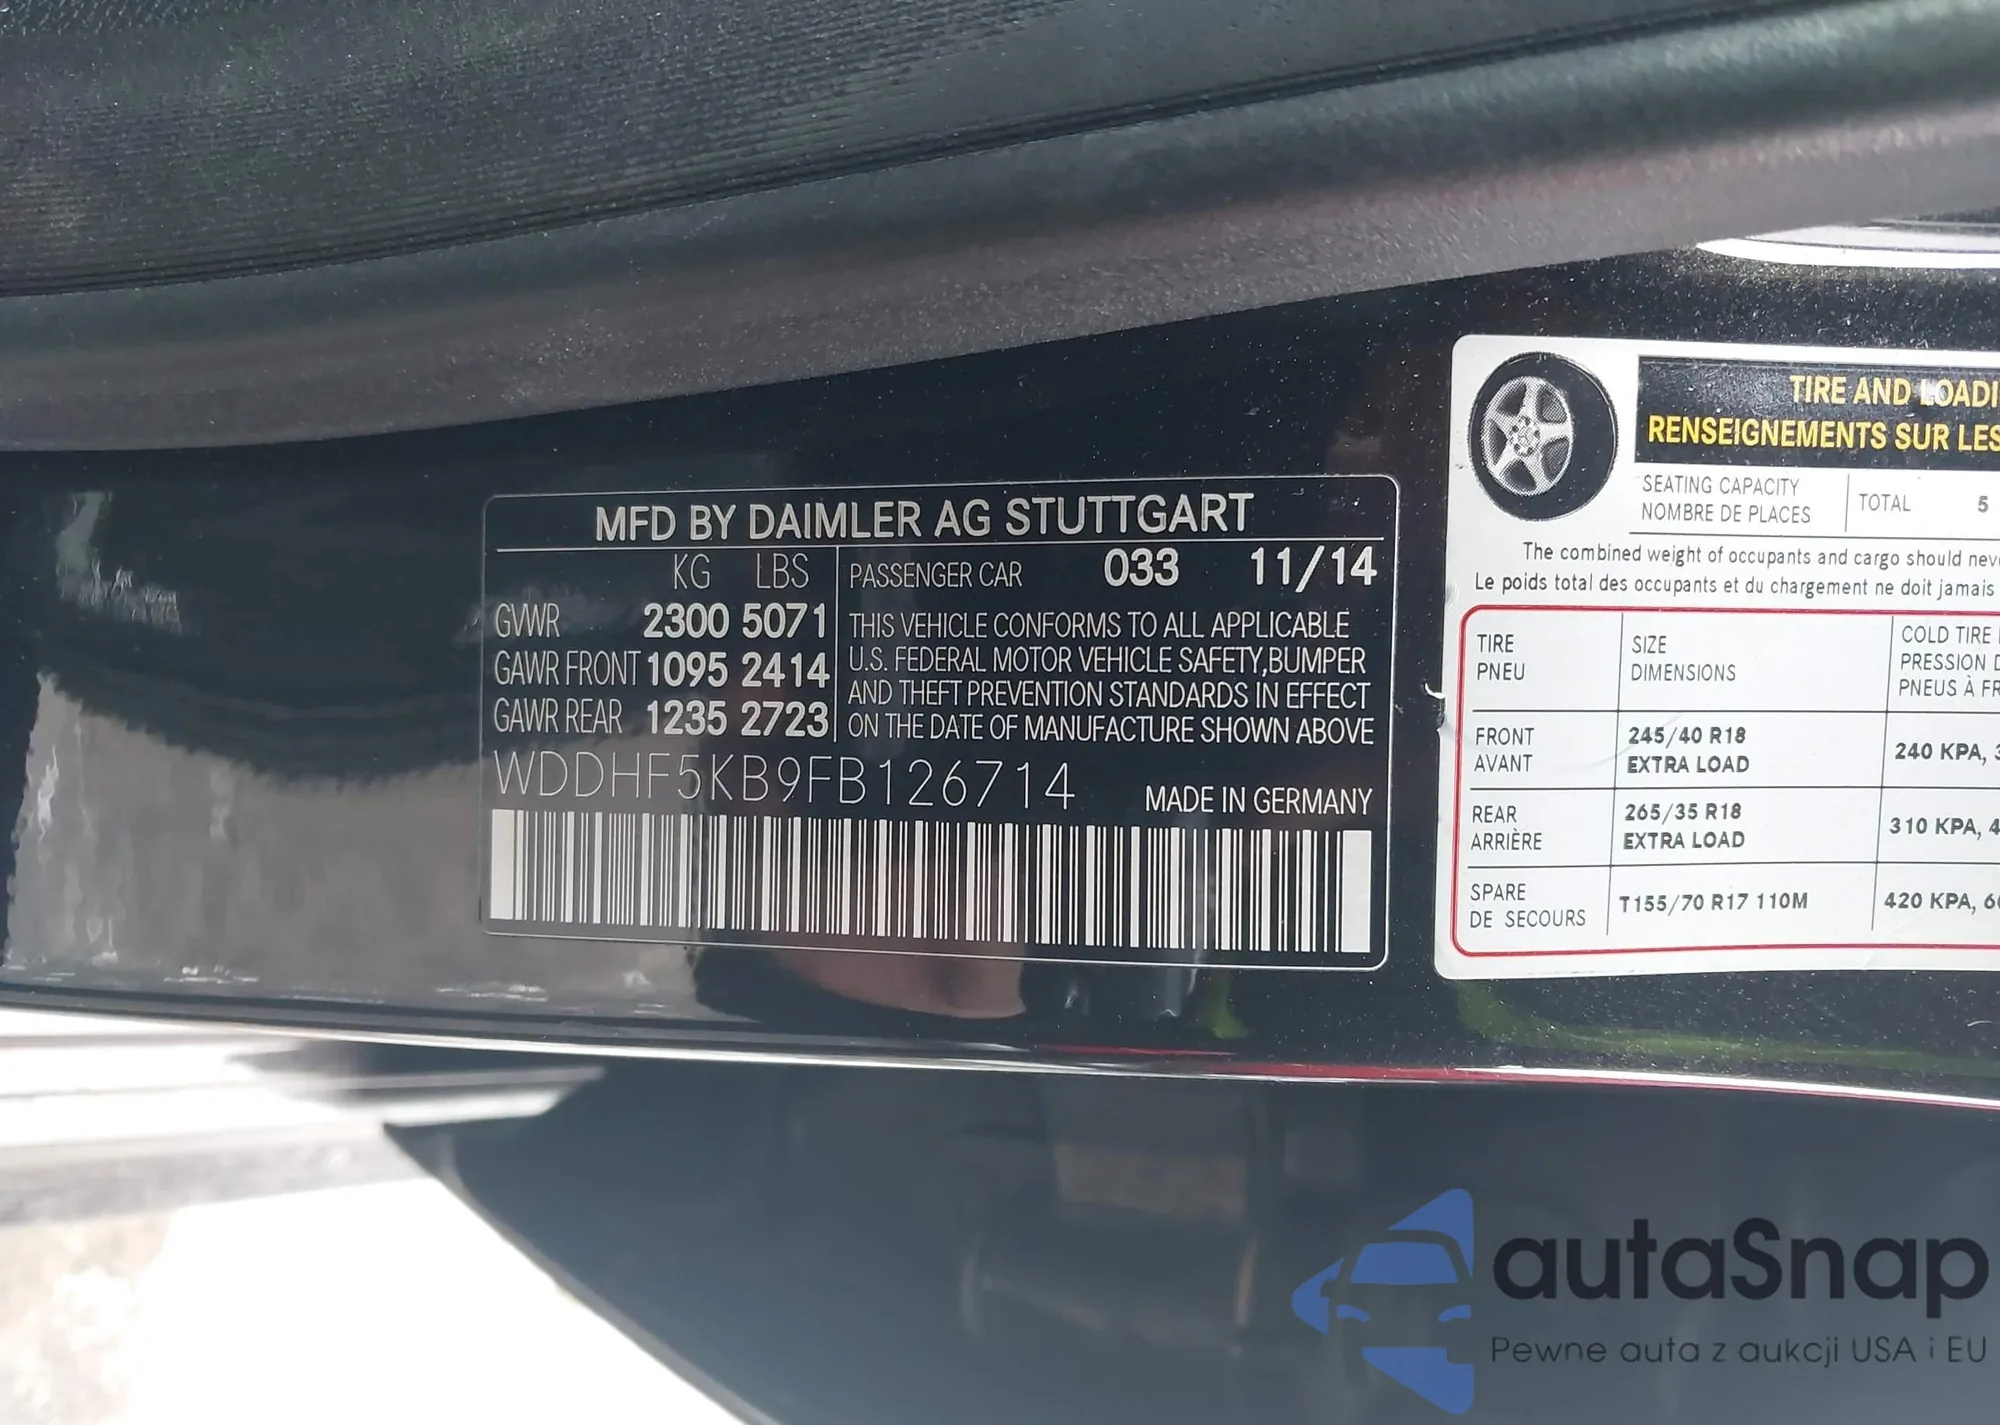 MFD BY DAIMLER AG STUTTGART
KG LBS
GVWR 2300 5071
GAWR FRONT 1095 2414
GAWR REAR 1235 2723
PASSENGER CAR 033 11/14
THIS VEHICLE CONFORMS TO ALL APPLICABLE
U.S. FEDERAL MOTOR VEHICLE SAFETY,BUMPER
AND THEFT PREVENTION STANDARDS IN EFFECT
ON THE DATE OF MANUFACTURE SHOWN ABOVE
WDDHF5KB9FB126714
MADE IN GERMANY
TIRE AND LOADI
RENSEIGNEMENTS SUR LES
SEATING CAPACITY
NOMBRE DE PLACES
TOTAL 5
The combined weight of occupants and cargo should nev
Le poids total des occupants et du chargement ne doit jamais
TIRE
PNEU
SIZE
DIMENSIONS
COLD TIRE
PRESSION D
PNEUS À FR
FRONT
AVANT
245/40 R18
EXTRA LOAD
240 KPA, 3
REAR
ARRIÈRE
265/35 R18
EXTRA LOAD
310 KPA, 4
SPARE
DE SECOURS
T155/70 R17 110M
420 KPA, 60
autaSnap
Pewne auta z aukcji USA i EU